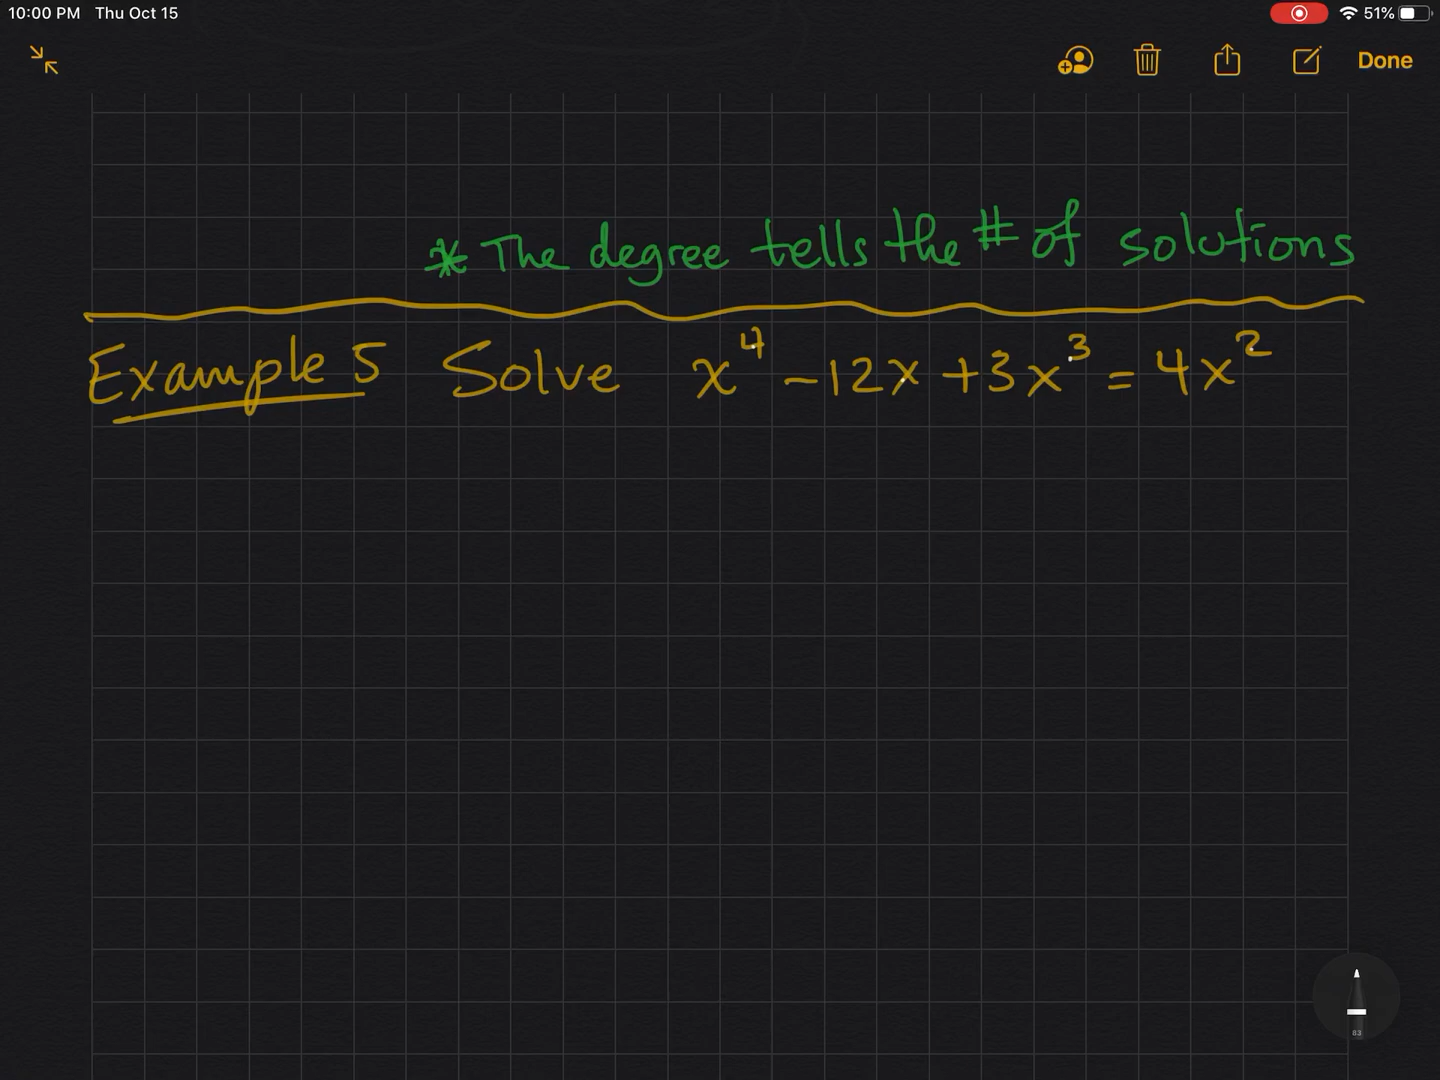 10:00 PM Thu Oct 15 51%
Done
* The degree tells the # of solutions
Example 5 Solve x⁴ - 12x + 3x³ = 4x²
83